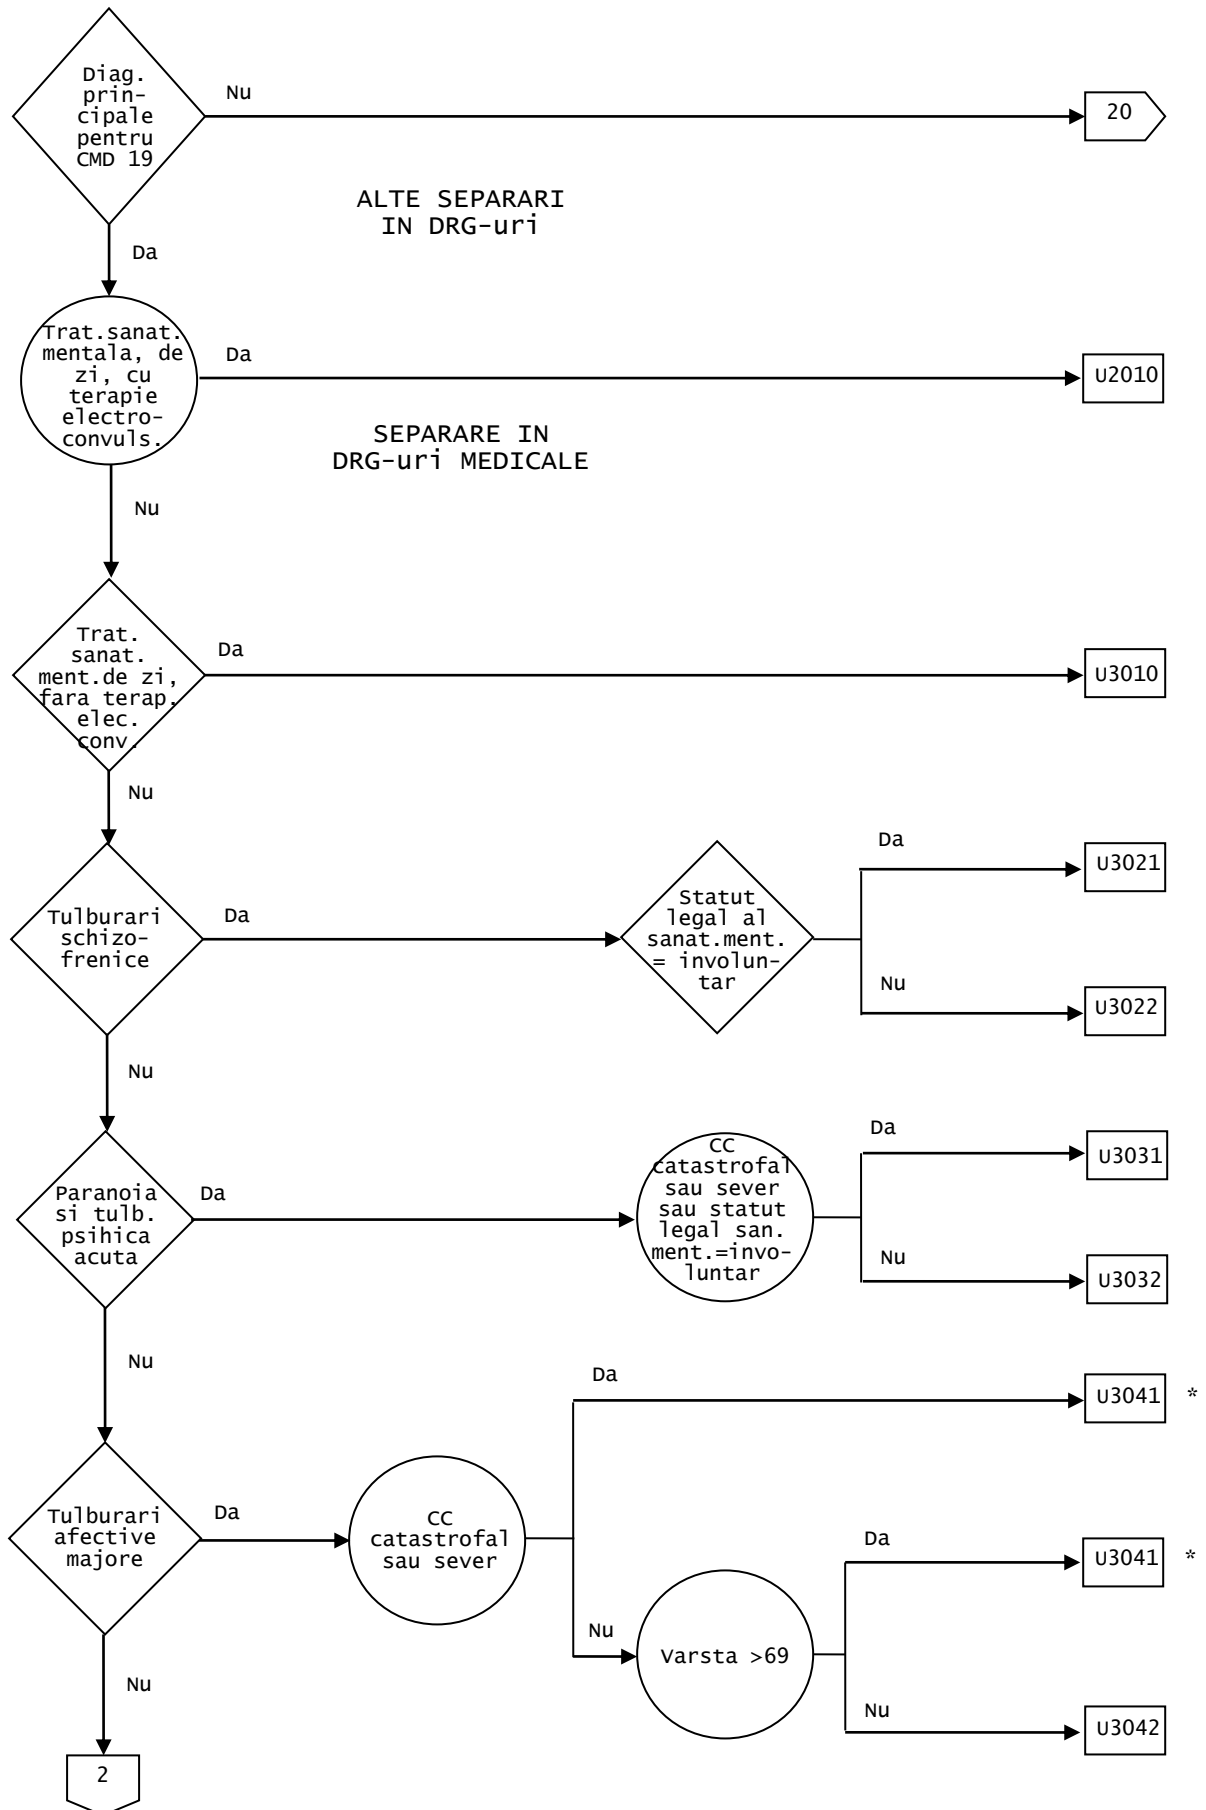 Diag.
prin-
cipale
pentru
CMD 19
Nu
20
ALTE SEPARARI
IN DRG-uri
Da
Trat.sanat.
mentala, de
zi, cu
terapie
electro-
convuls.
Da
U2010
SEPARARE IN
DRG-uri MEDICALE
Nu
Trat.
sanat.
ment.de zi,
fara terap.
elec.
conv.
Da
U3010
Nu
Tulburari
schizo-
frenice
Da
Statut
legal al
sanat.ment.
= involun-
tar
Da
U3021
Nu
U3022
Nu
Paranoia
si tulb.
psihica
acuta
Da
CC
catastrofal
sau sever
sau statut
legal san.
ment.=invo-
luntar
Da
U3031
Nu
U3032
Nu
Tulburari
afective
majore
Da
CC
catastrofal
sau sever
Da
U3041 *
Nu
Varsta >69
Da
U3041 *
Nu
U3042
Nu
2